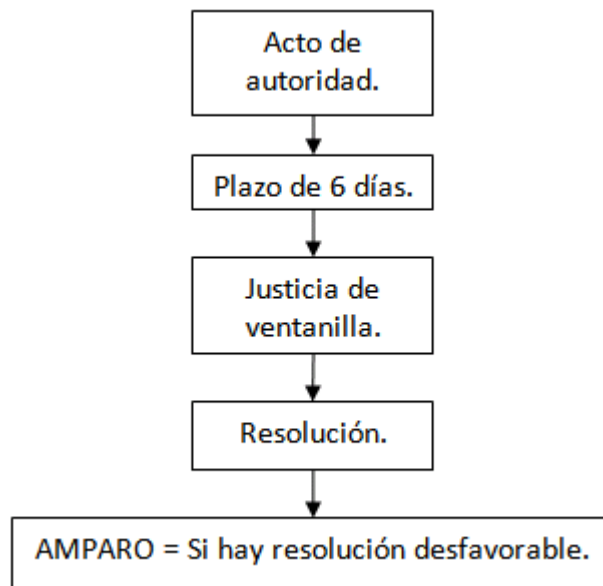 Acto de
autoridad.
Plazo de 6 días.
Justicia de
ventanilla.
Resolución.
AMPARO = Si hay resolución desfavorable.